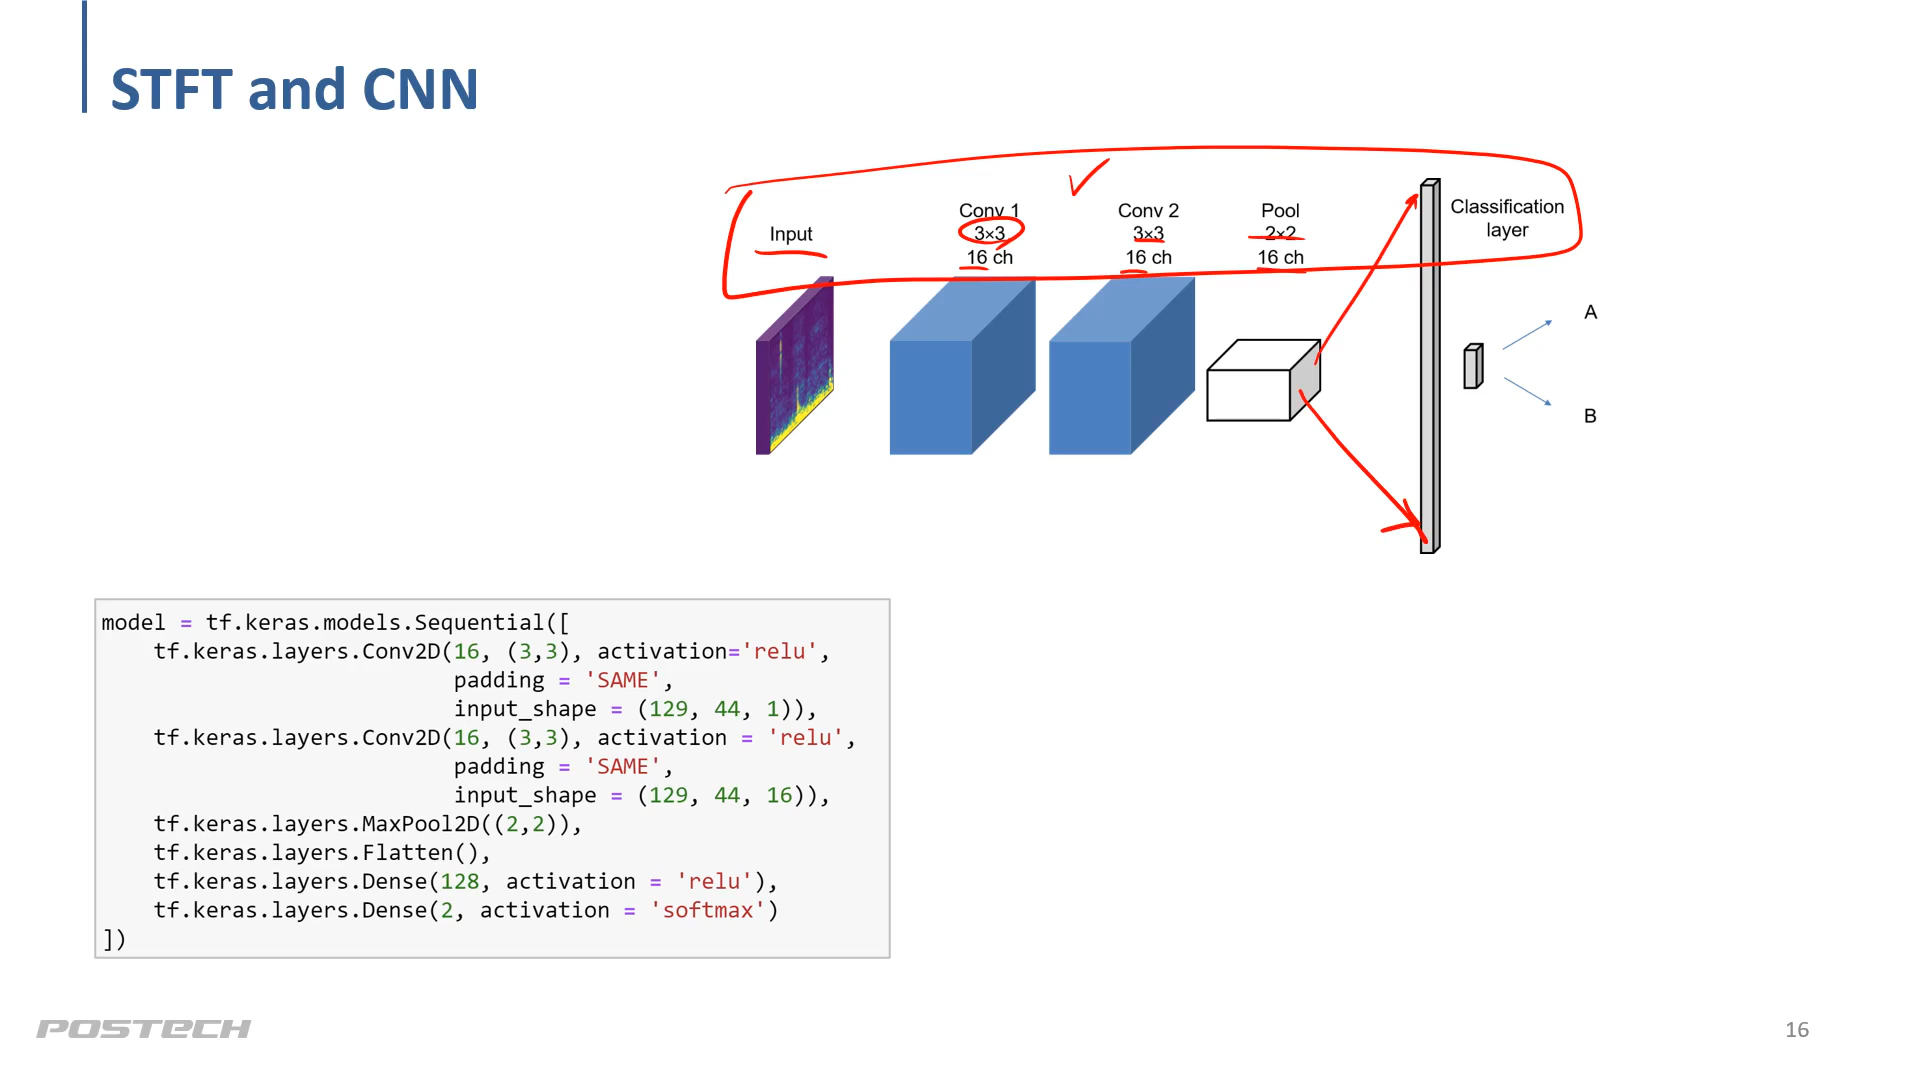 STFT and CNN
Input
Conv 1
3×3
16 ch
Conv 2
3×3
16 ch
Pool
2×2
16 ch
Classification
layer
A
B
model = tf.keras.models.Sequential([
    tf.keras.layers.Conv2D(16, (3,3), activation='relu',
                           padding = 'SAME',
                           input_shape = (129, 44, 1)),
    tf.keras.layers.Conv2D(16, (3,3), activation = 'relu',
                           padding = 'SAME',
                           input_shape = (129, 44, 16)),
    tf.keras.layers.MaxPool2D((2,2)),
    tf.keras.layers.Flatten(),
    tf.keras.layers.Dense(128, activation = 'relu'),
    tf.keras.layers.Dense(2, activation = 'softmax')
])
POSTECH
16